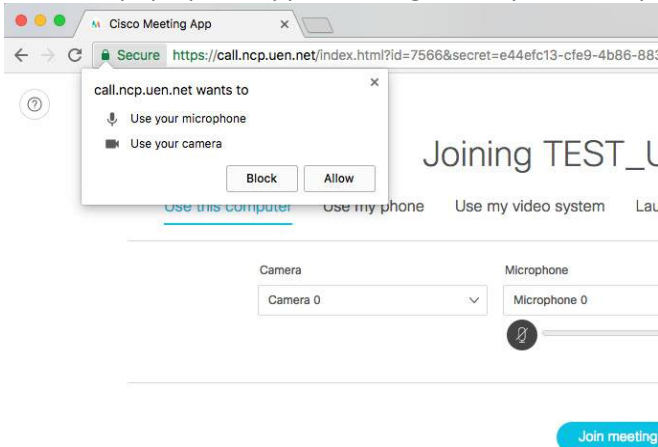 Cisco Meeting App
Secure https://call.ncp.uen.net/index.html?id=7566&secret=e44efc13-cfe9-4b86-883
call.ncp.uen.net wants to
Use your microphone
Use your camera
Block Allow
Joining TEST_U
Use this computer Use my phone Use my video system Lau
Camera Microphone
Camera 0 Microphone 0
Join meeting